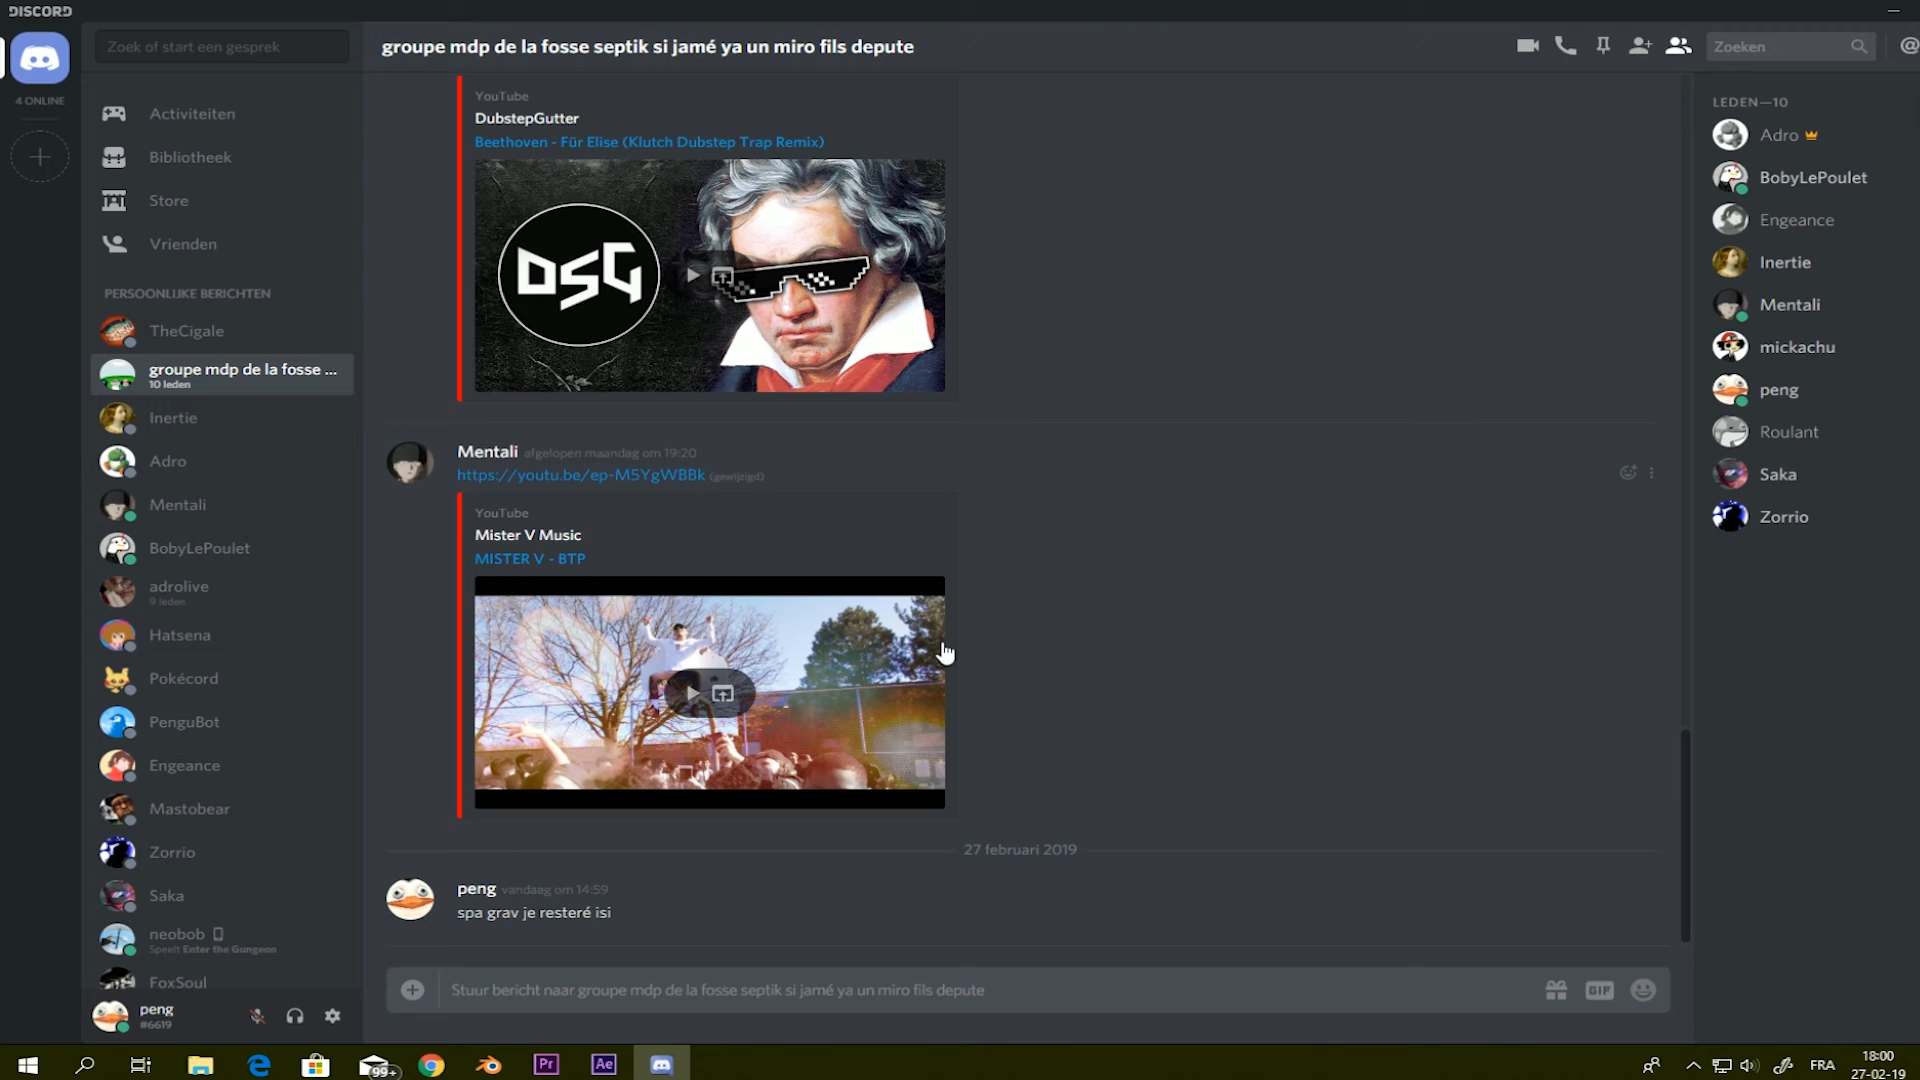 DISCORD
4 ONLINE
Zoek of start een gesprek
Activiteiten
Bibliotheek
Store
Vrienden
PERSOONLIJKE BERICHTEN
TheCigale
groupe mdp de la fosse ...
10 leden
Inertie
Adro
Mentali
BobyLePoulet
adrolive
9 leden
Hatsena
Pokécord
PenguBot
Engeance
Mastobear
Zorrio
Saka
neobob
Speelt Enter the Gungeon
FoxSoul
peng
#6619
groupe mdp de la fosse septik si jamé ya un miro fils depute
Zoeken
YouTube
DubstepGutter
Beethoven - Für Elise (Klutch Dubstep Trap Remix)
DSG
Mentali afgelopen maandag om 19:20
https://youtu.be/ep-M5YgWBBk (gewijzigd)
YouTube
Mister V Music
MISTER V - BTP
27 februari 2019
peng vandaag om 14:59
spa grav je resteré isi
Stuur bericht naar groupe mdp de la fosse septik si jamé ya un miro fils depute
GIF
LEDEN—10
Adro
BobyLePoulet
Engeance
Inertie
Mentali
mickachu
peng
Roulant
Saka
Zorrio
99+
Pr
Ae
FRA
18:00
27-02-19